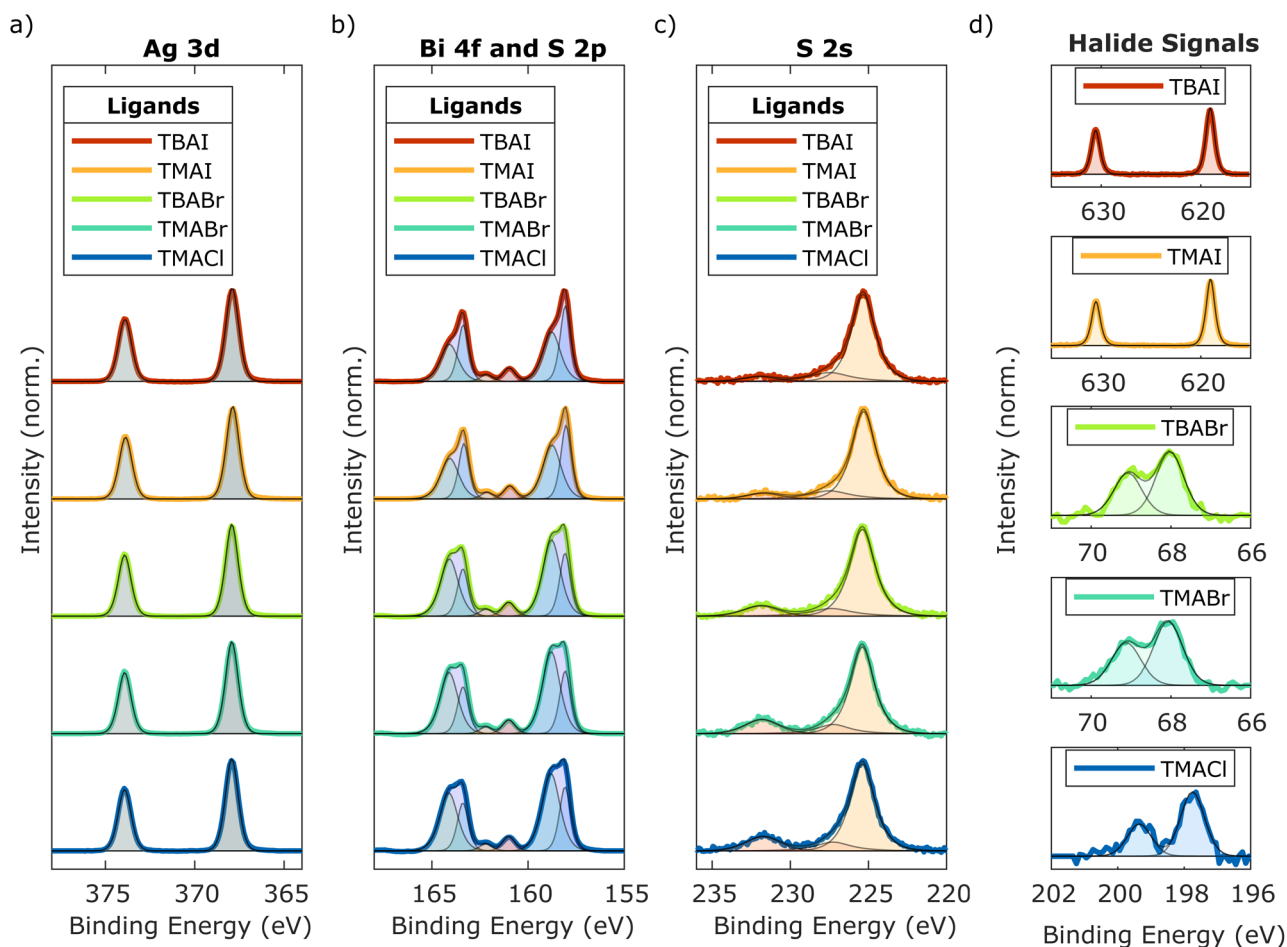 a)
Ag 3d
Intensity (norm.)
Ligands
TBAI
TMAI
TBABr
TMABr
TMACl
375 370 365
Binding Energy (eV)
b)
Bi 4f and S 2p
Intensity (norm.)
Ligands
TBAI
TMAI
TBABr
TMABr
TMACl
165 160 155
Binding Energy (eV)
c)
S 2s
Intensity (norm.)
Ligands
TBAI
TMAI
TBABr
TMABr
TMACl
235 230 225 220
Binding Energy (eV)
d)
Halide Signals
Intensity (norm.)
TBAI
630 620
TMAI
630 620
TBABr
70 68 66
TMABr
70 68 66
TMACl
202 200 198 196
Binding Energy (eV)